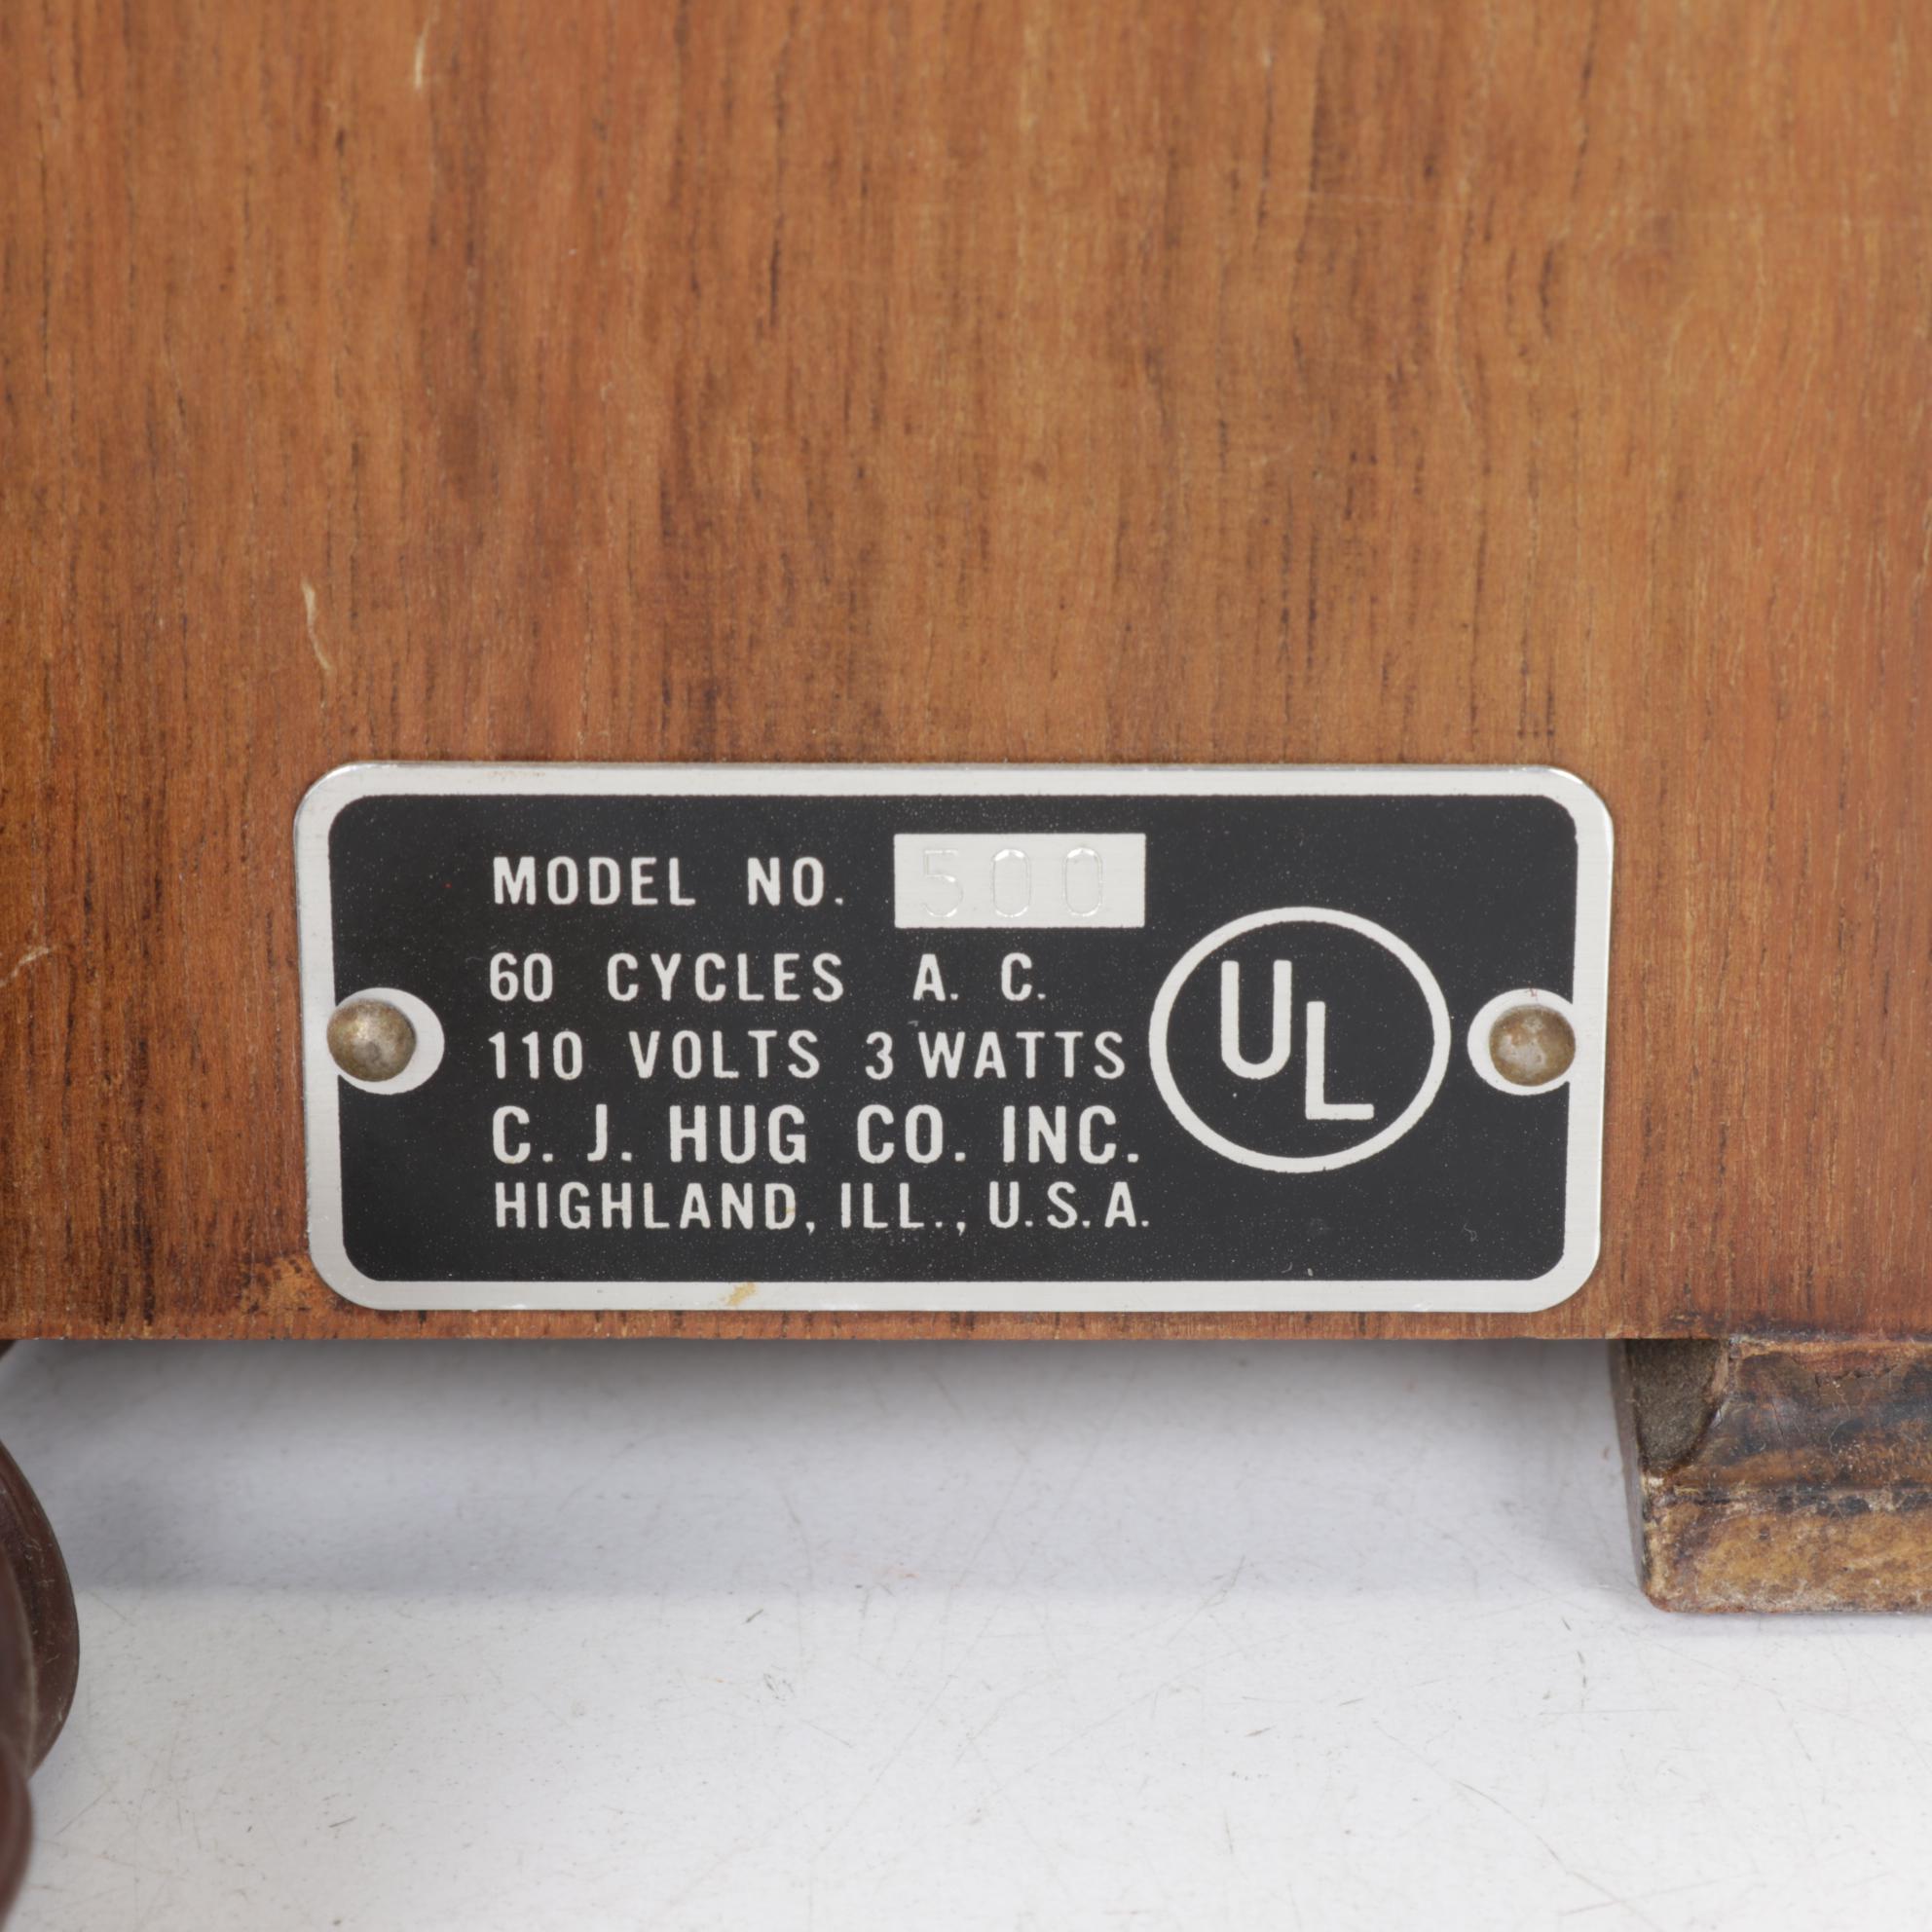 MODEL NO. 500
60 CYCLES A. C.
110 VOLTS 3 WATTS
C. J. HUG CO. INC.
HIGHLAND, ILL., U.S.A.
UL